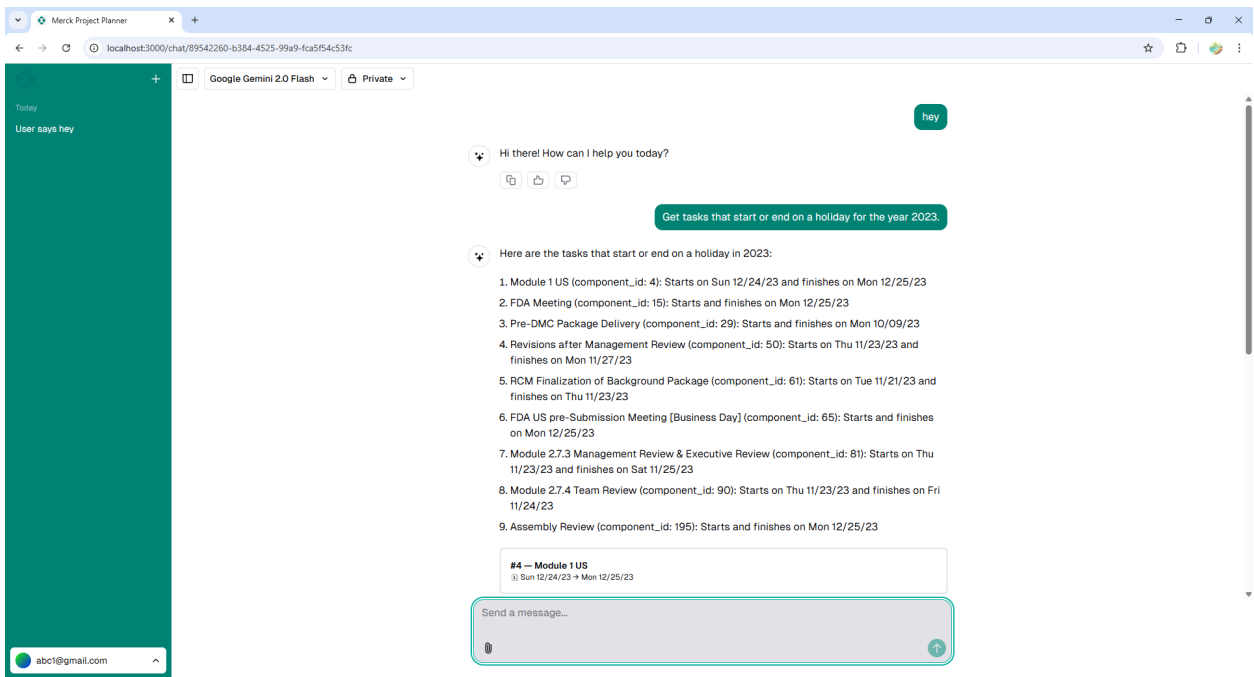 Merck Project Planner
localhost:3000/chat/89542260-b384-4525-99a9-fca5f54c53fc
Google Gemini 2.0 Flash
Private
Today
User says hey
hey
Hi there! How can I help you today?
Get tasks that start or end on a holiday for the year 2023.
Here are the tasks that start or end on a holiday in 2023:
1. Module 1 US (component_id: 4): Starts on Sun 12/24/23 and finishes on Mon 12/25/23
2. FDA Meeting (component_id: 15): Starts and finishes on Mon 12/25/23
3. Pre-DMC Package Delivery (component_id: 29): Starts and finishes on Mon 10/09/23
4. Revisions after Management Review (component_id: 50): Starts on Thu 11/23/23 and
finishes on Mon 11/27/23
5. RCM Finalization of Background Package (component_id: 61): Starts on Tue 11/21/23 and
finishes on Thu 11/23/23
6. FDA US pre-Submission Meeting [Business Day] (component_id: 65): Starts and finishes
on Mon 12/25/23
7. Module 2.7.3 Management Review & Executive Review (component_id: 81): Starts on Thu
11/23/23 and finishes on Sat 11/25/23
8. Module 2.7.4 Team Review (component_id: 90): Starts on Thu 11/23/23 and finishes on Fri
11/24/23
9. Assembly Review (component_id: 195): Starts and finishes on Mon 12/25/23
#4 — Module 1 US
Sun 12/24/23 → Mon 12/25/23
Send a message...
abc1@gmail.com